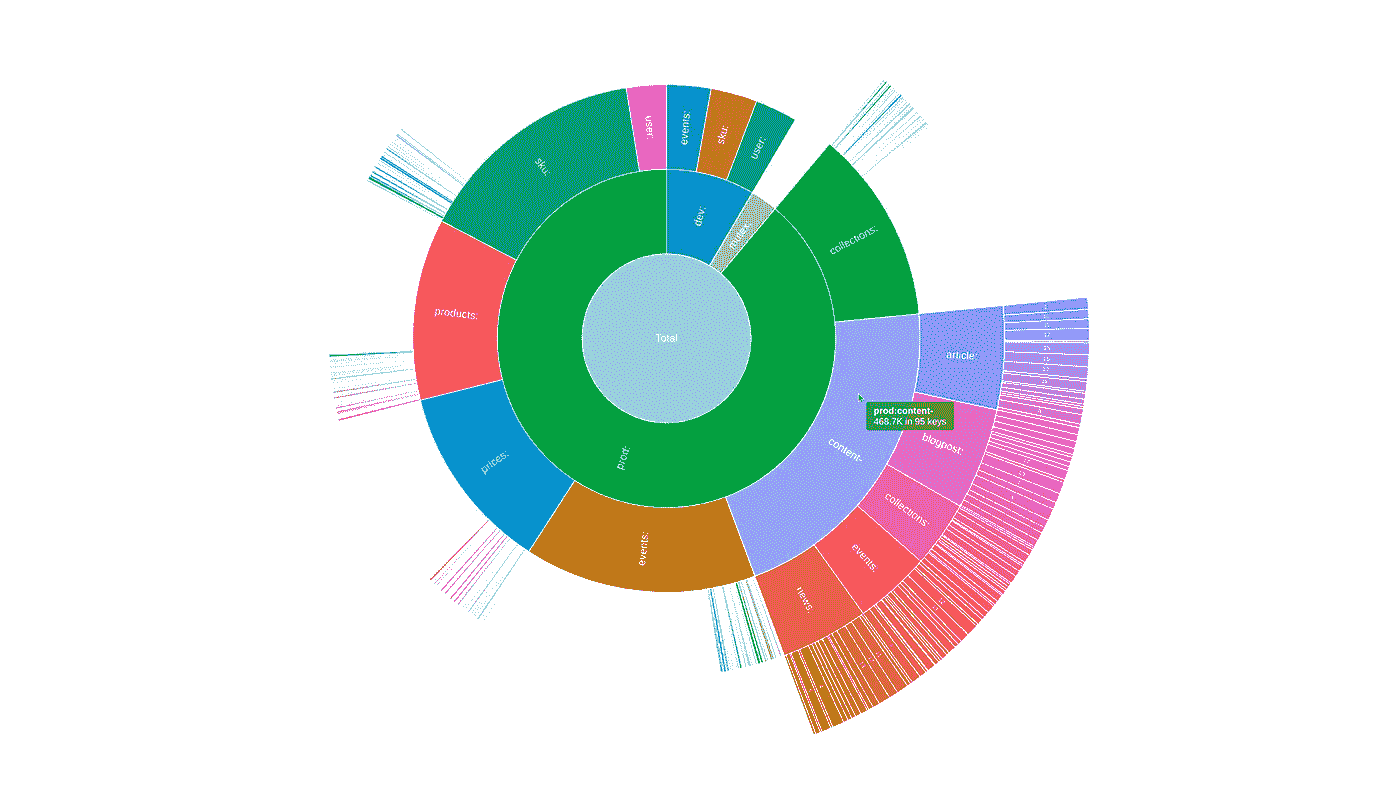 user:
events:
sku:
user:
sku:
dev:
collections:
products:
Total
article:
prod:content-
468.7K in 95 keys
blogpost:
content-
prod:
prices:
collections:
events:
events:
news: